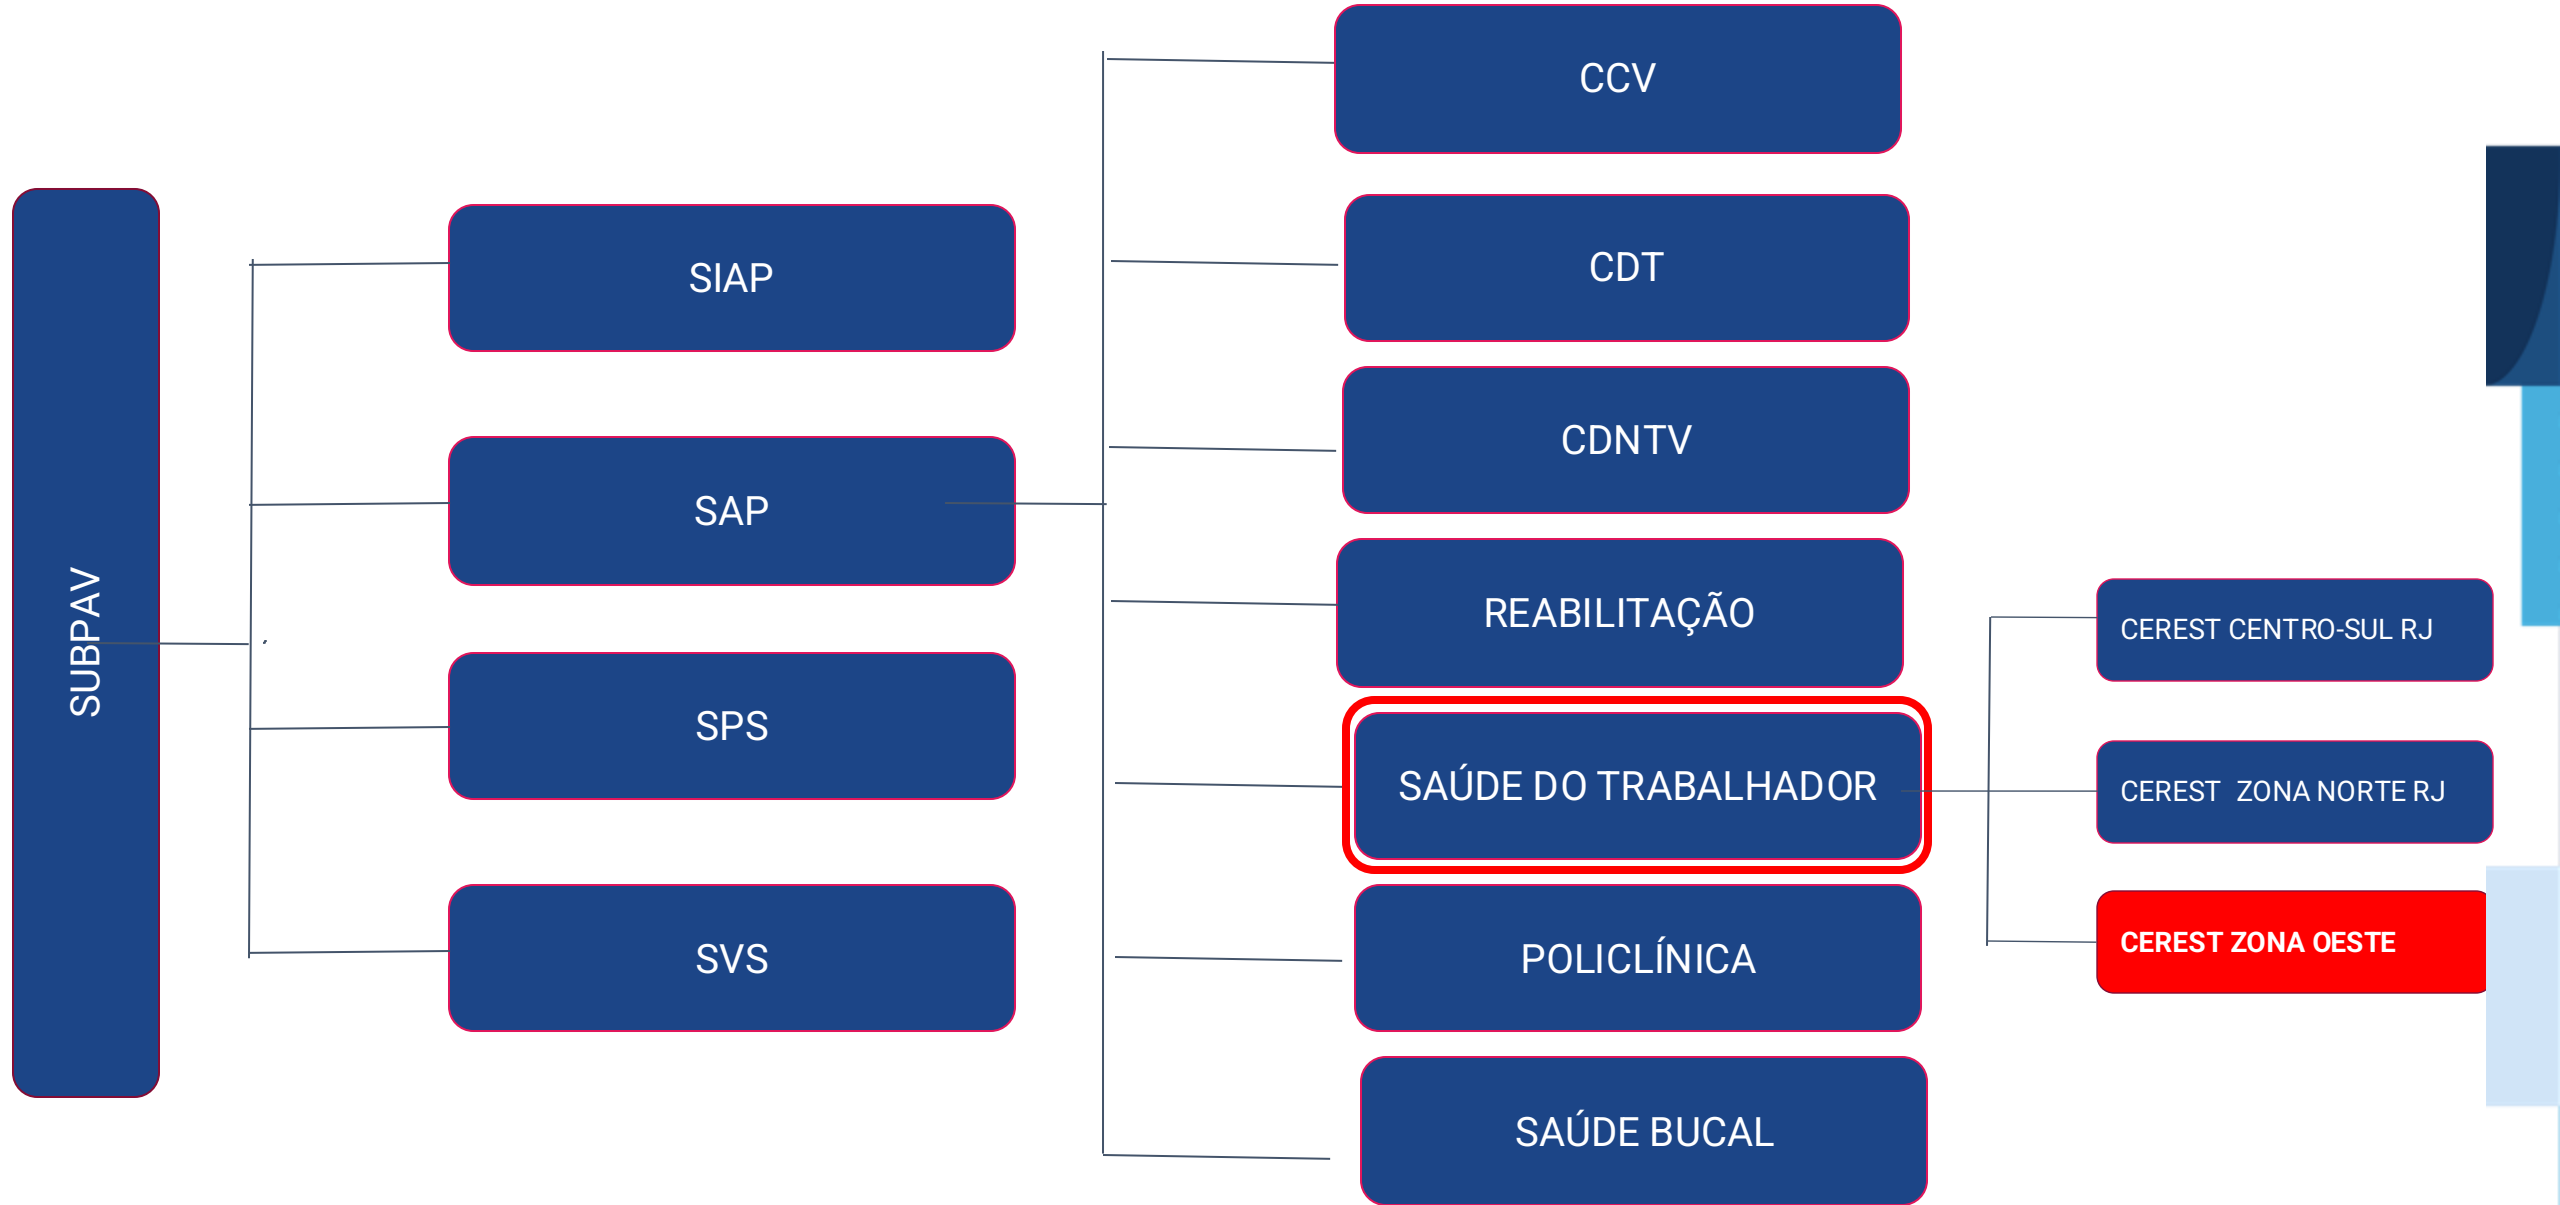 SUBPAV
SIAP
SAP
SPS
SVS
CCV
CDT
CDNTV
REABILITAÇÃO
SAÚDE DO TRABALHADOR
POLICLÍNICA
SAÚDE BUCAL
CEREST CENTRO-SUL RJ
CEREST ZONA NORTE RJ
CEREST ZONA OESTE